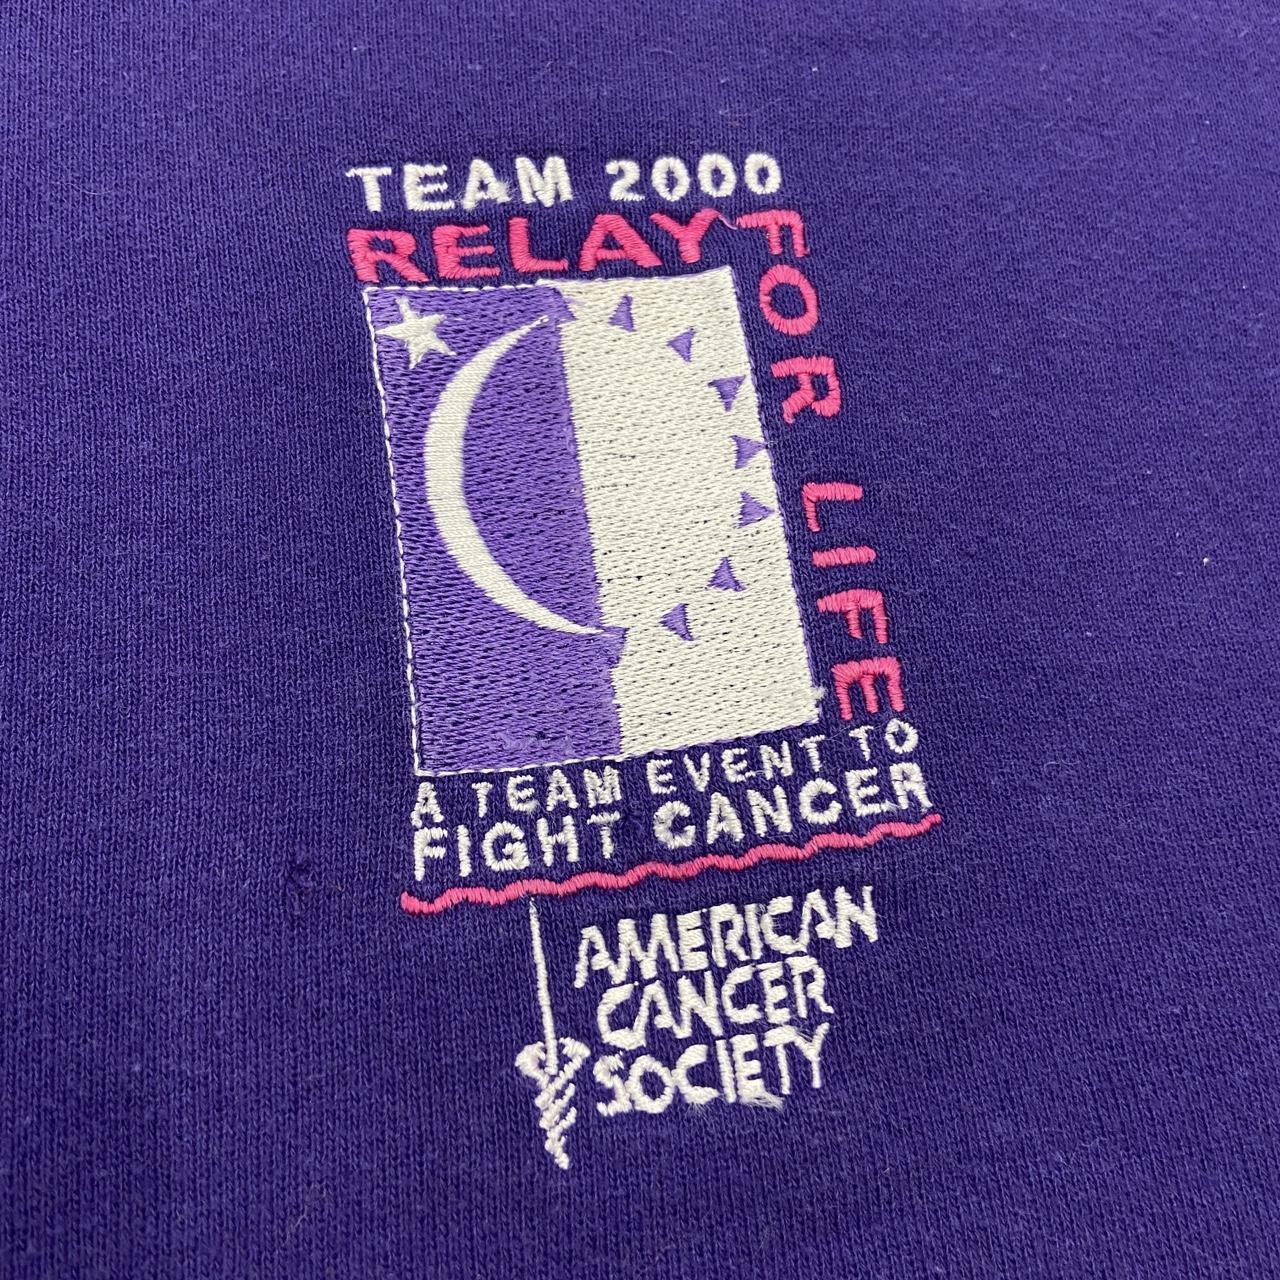 TEAM 2000
RELAY FOR LIFE
A TEAM EVENT TO
FIGHT CANCER
AMERICAN
CANCER
SOCIETY